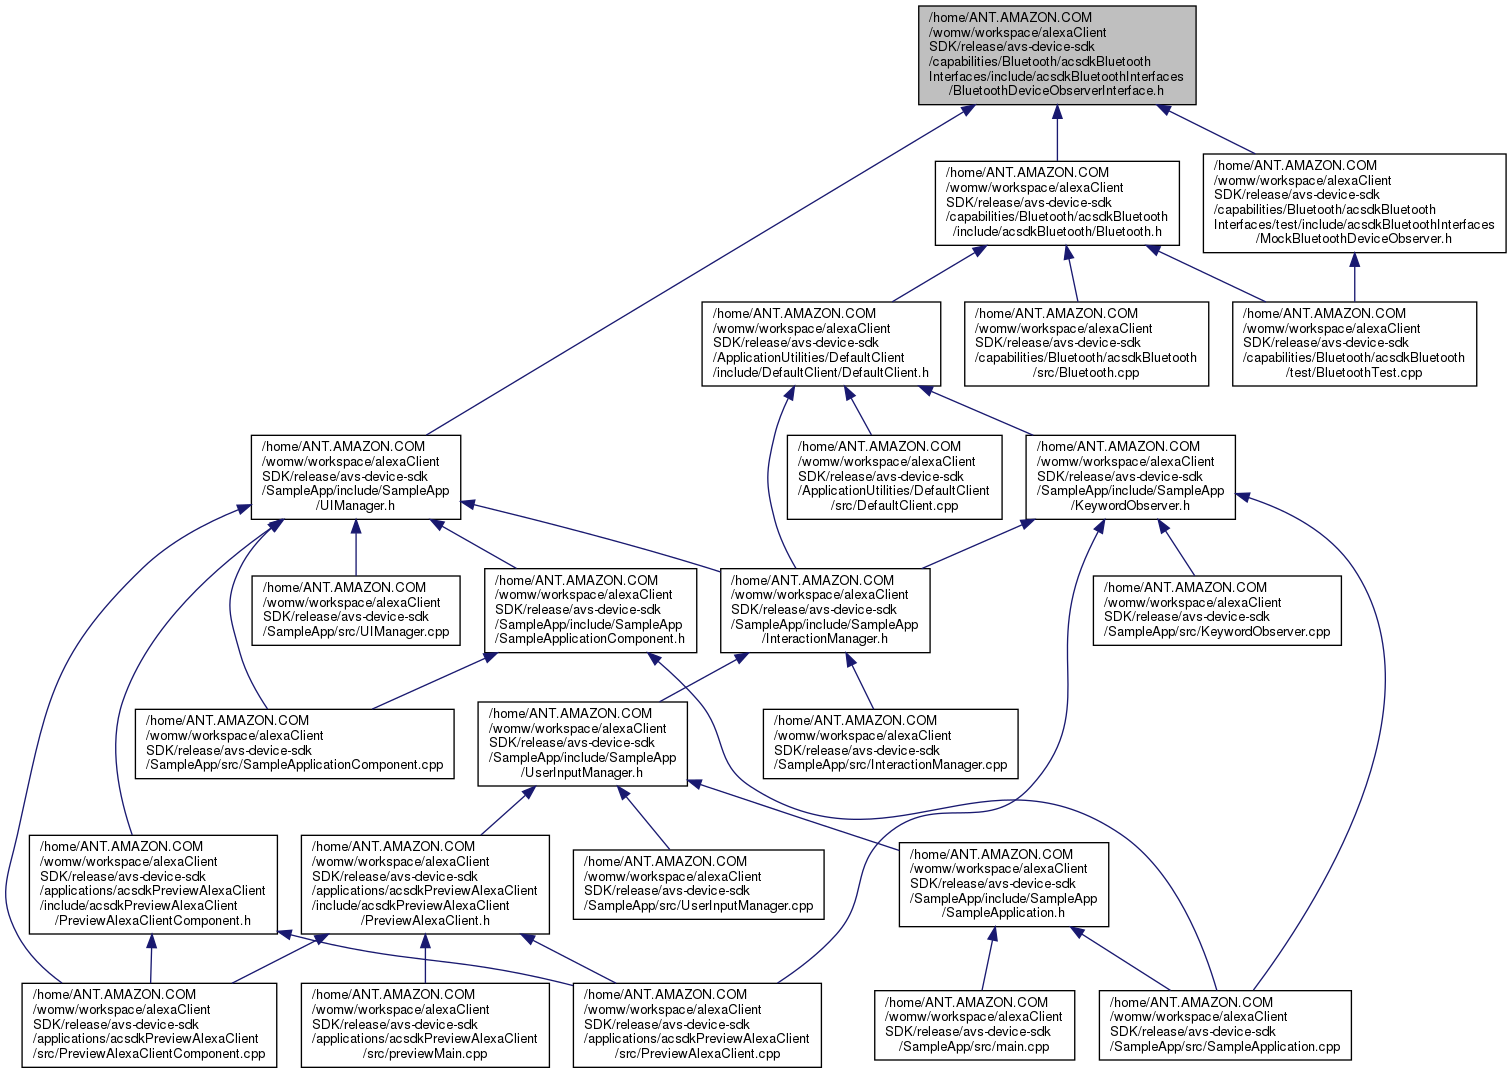 /home/ANT.AMAZON.COM
/womw/workspace/alexaClient
SDK/release/avs-device-sdk
/capabilities/Bluetooth/acsdkBluetooth
Interfaces/include/acsdkBluetoothInterfaces
/BluetoothDeviceObserverInterface.h
/home/ANT.AMAZON.COM
/womw/workspace/alexaClient
SDK/release/avs-device-sdk
/capabilities/Bluetooth/acsdkBluetooth
/include/acsdkBluetooth/Bluetooth.h
/home/ANT.AMAZON.COM
/womw/workspace/alexaClient
SDK/release/avs-device-sdk
/capabilities/Bluetooth/acsdkBluetooth
Interfaces/test/include/acsdkBluetoothInterfaces
/MockBluetoothDeviceObserver.h
/home/ANT.AMAZON.COM
/womw/workspace/alexaClient
SDK/release/avs-device-sdk
/ApplicationUtilities/DefaultClient
/include/DefaultClient/DefaultClient.h
/home/ANT.AMAZON.COM
/womw/workspace/alexaClient
SDK/release/avs-device-sdk
/capabilities/Bluetooth/acsdkBluetooth
/src/Bluetooth.cpp
/home/ANT.AMAZON.COM
/womw/workspace/alexaClient
SDK/release/avs-device-sdk
/capabilities/Bluetooth/acsdkBluetooth
/test/BluetoothTest.cpp
/home/ANT.AMAZON.COM
/womw/workspace/alexaClient
SDK/release/avs-device-sdk
/SampleApp/include/SampleApp
/UIManager.h
/home/ANT.AMAZON.COM
/womw/workspace/alexaClient
SDK/release/avs-device-sdk
/ApplicationUtilities/DefaultClient
/src/DefaultClient.cpp
/home/ANT.AMAZON.COM
/womw/workspace/alexaClient
SDK/release/avs-device-sdk
/SampleApp/include/SampleApp
/KeywordObserver.h
/home/ANT.AMAZON.COM
/womw/workspace/alexaClient
SDK/release/avs-device-sdk
/SampleApp/src/UIManager.cpp
/home/ANT.AMAZON.COM
/womw/workspace/alexaClient
SDK/release/avs-device-sdk
/SampleApp/include/SampleApp
/SampleApplicationComponent.h
/home/ANT.AMAZON.COM
/womw/workspace/alexaClient
SDK/release/avs-device-sdk
/SampleApp/include/SampleApp
/InteractionManager.h
/home/ANT.AMAZON.COM
/womw/workspace/alexaClient
SDK/release/avs-device-sdk
/SampleApp/src/KeywordObserver.cpp
/home/ANT.AMAZON.COM
/womw/workspace/alexaClient
SDK/release/avs-device-sdk
/SampleApp/src/SampleApplicationComponent.cpp
/home/ANT.AMAZON.COM
/womw/workspace/alexaClient
SDK/release/avs-device-sdk
/SampleApp/include/SampleApp
/UserInputManager.h
/home/ANT.AMAZON.COM
/womw/workspace/alexaClient
SDK/release/avs-device-sdk
/SampleApp/src/InteractionManager.cpp
/home/ANT.AMAZON.COM
/womw/workspace/alexaClient
SDK/release/avs-device-sdk
/applications/acsdkPreviewAlexaClient
/include/acsdkPreviewAlexaClient
/PreviewAlexaClientComponent.h
/home/ANT.AMAZON.COM
/womw/workspace/alexaClient
SDK/release/avs-device-sdk
/applications/acsdkPreviewAlexaClient
/include/acsdkPreviewAlexaClient
/PreviewAlexaClient.h
/home/ANT.AMAZON.COM
/womw/workspace/alexaClient
SDK/release/avs-device-sdk
/SampleApp/src/UserInputManager.cpp
/home/ANT.AMAZON.COM
/womw/workspace/alexaClient
SDK/release/avs-device-sdk
/SampleApp/include/SampleApp
/SampleApplication.h
/home/ANT.AMAZON.COM
/womw/workspace/alexaClient
SDK/release/avs-device-sdk
/applications/acsdkPreviewAlexaClient
/src/PreviewAlexaClientComponent.cpp
/home/ANT.AMAZON.COM
/womw/workspace/alexaClient
SDK/release/avs-device-sdk
/applications/acsdkPreviewAlexaClient
/src/previewMain.cpp
/home/ANT.AMAZON.COM
/womw/workspace/alexaClient
SDK/release/avs-device-sdk
/applications/acsdkPreviewAlexaClient
/src/PreviewAlexaClient.cpp
/home/ANT.AMAZON.COM
/womw/workspace/alexaClient
SDK/release/avs-device-sdk
/SampleApp/src/main.cpp
/home/ANT.AMAZON.COM
/womw/workspace/alexaClient
SDK/release/avs-device-sdk
/SampleApp/src/SampleApplication.cpp